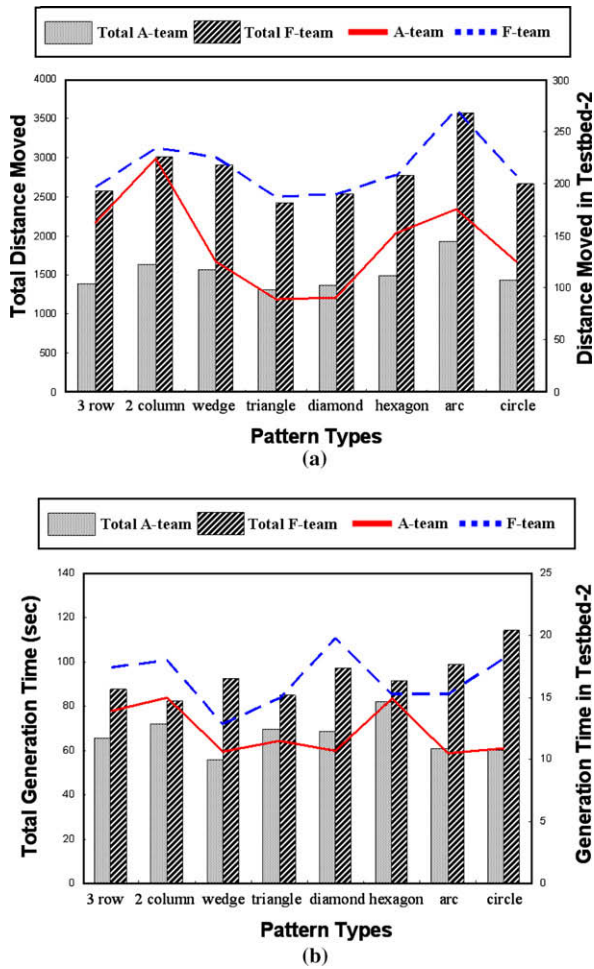 Total A-team Total F-team A-team F-team
4000 300
3500 250
3000
2500 200
2000 150
1500
1000 100
500 50
0 0
Total Distance Moved
Distance Moved in Testbed-2
3 row 2 column wedge triangle diamond hexagon arc circle
Pattern Types
(a)
Total A-team Total F-team A-team F-team
140 25
120 20
100
80 15
60 10
40
20 5
0 0
Total Generation Time (sec)
Generation Time in Testbed-2
3 row 2 column wedge triangle diamond hexagon arc circle
Pattern Types
(b)